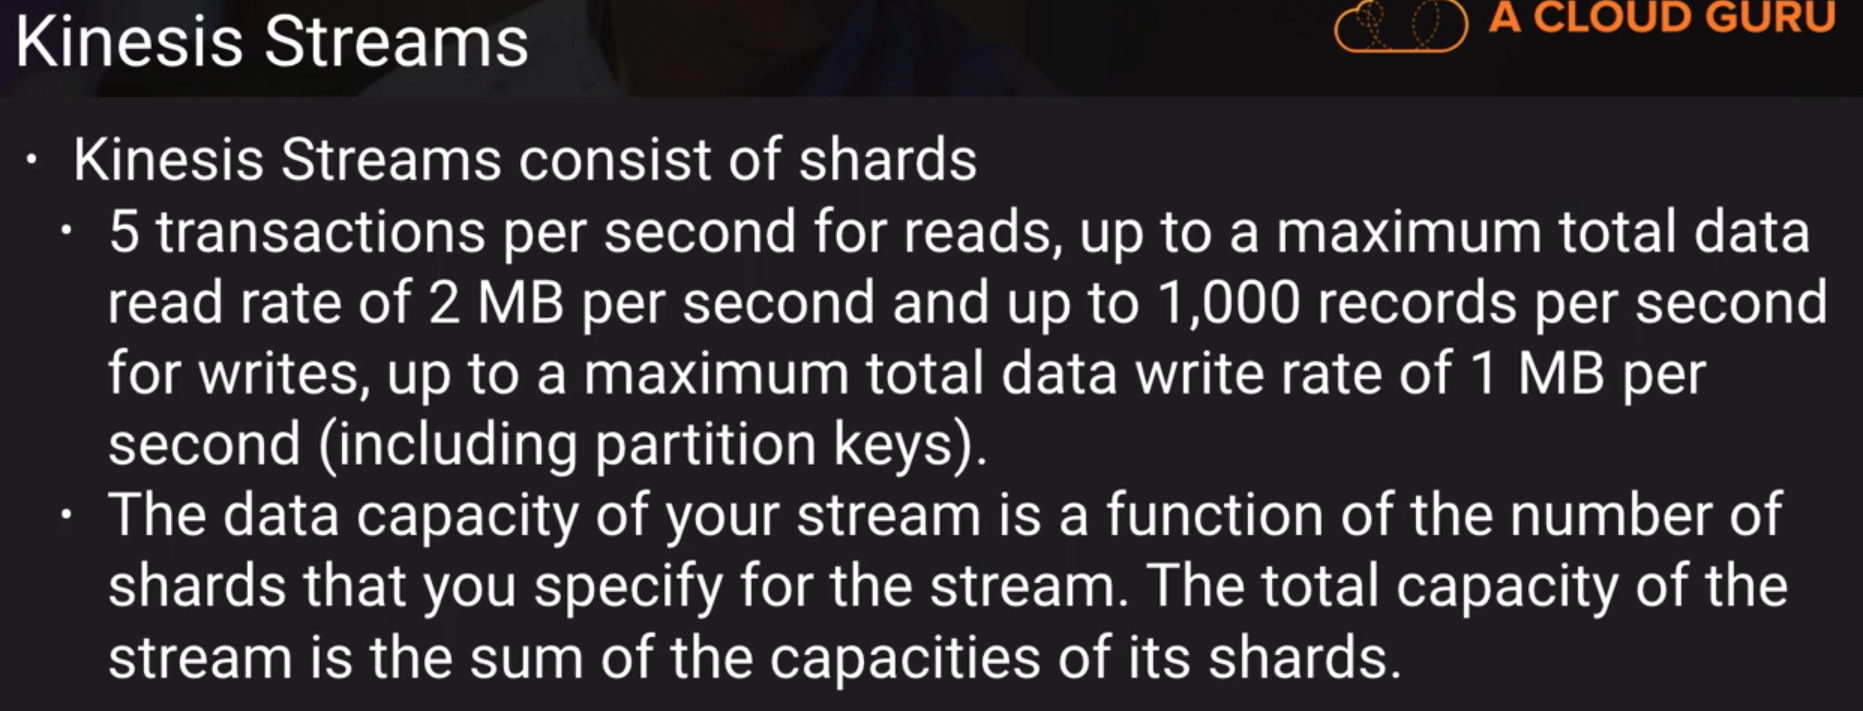 Kinesis Streams
A CLOUD GURU
• Kinesis Streams consist of shards
• 5 transactions per second for reads, up to a maximum total data
read rate of 2 MB per second and up to 1,000 records per second
for writes, up to a maximum total data write rate of 1 MB per
second (including partition keys).
• The data capacity of your stream is a function of the number of
shards that you specify for the stream. The total capacity of the
stream is the sum of the capacities of its shards.